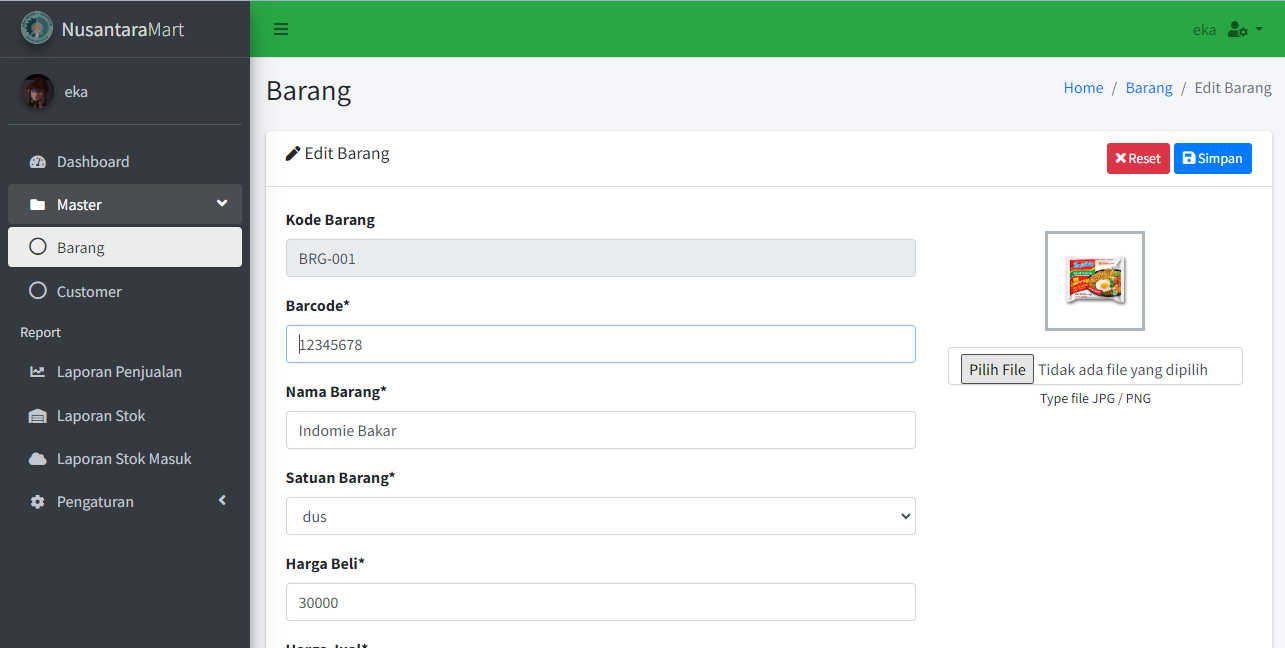 NusantaraMart
eka
eka
Dashboard
Master
Barang
Customer
Report
Laporan Penjualan
Laporan Stok
Laporan Stok Masuk
Pengaturan
Barang
Home / Barang / Edit Barang
Edit Barang
Reset
Simpan
Kode Barang
BRG-001
Barcode*
12345678
Nama Barang*
Indomie Bakar
Satuan Barang*
dus
Harga Beli*
30000
Harga Jual*
Pilih File Tidak ada file yang dipilih
Type file JPG / PNG